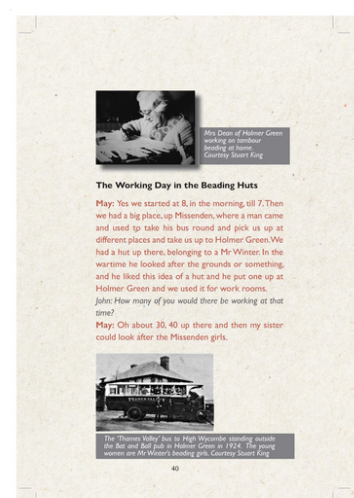 Mrs Dean of Holmer Green
working on tambour
beading at home.
Courtesy Stuart King
The Working Day in the Beading Huts
May: Yes we started at 8, in the morning, till 7. Then
we had a big place, up Missenden, where a man came
and used tp take his bus round and pick us up at
different places and take us up to Holmer Green. We
had a hut up there, belonging to a Mr Winter. In the
wartime he looked after the grounds or something,
and he liked this idea of a hut and he put one up at
Holmer Green and we used it for work rooms.
John: How many of you would there be working at that
time?
May: Oh about 30, 40 up there and then my sister
could look after the Missenden girls.
THAMES VALLEY
The 'Thames Valley' bus to High Wycombe standing outside
the Bat and Ball pub in Holmer Green in 1924. The young
women are Mr Winter's beading girls. Courtesy Stuart King
40